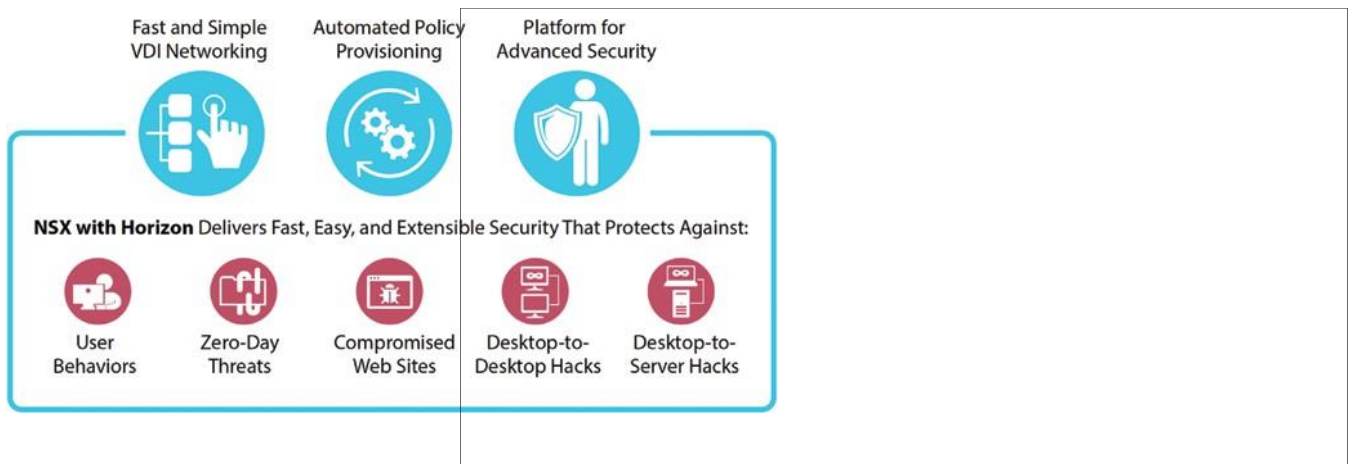 Fast and Simple
VDI Networking
Automated Policy
Provisioning
Platform for
Advanced Security
NSX with Horizon Delivers Fast, Easy, and Extensible Security That Protects Against:
User
Behaviors
Zero-Day
Threats
Compromised
Web Sites
Desktop-to-
Desktop Hacks
Desktop-to-
Server Hacks